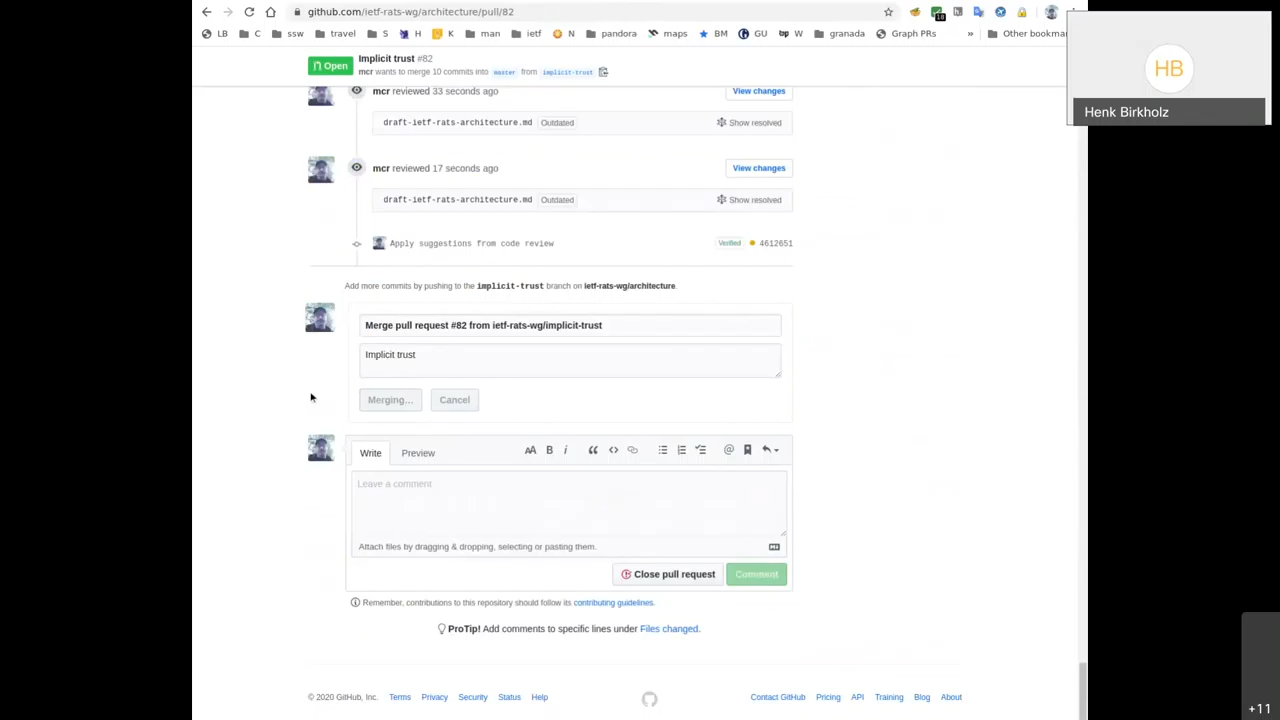 github.com/ietf-rats-wg/architecture/pull/82
18
LB C ssw travel S H K man ietf N pandora maps BM GU W granada Graph PRs » Other bookmar
HB
Henk Birkholz
Open
Implicit trust #82
mcr wants to merge 10 commits into master from implicit-trust
mcr reviewed 33 seconds ago
View changes
draft-ietf-rats-architecture.md Outdated
Show resolved
mcr reviewed 17 seconds ago
View changes
draft-ietf-rats-architecture.md Outdated
Show resolved
Apply suggestions from code review
Verified 4612651
Add more commits by pushing to the implicit-trust branch on ietf-rats-wg/architecture.
Merge pull request #82 from ietf-rats-wg/implicit-trust
Implicit trust
Merging…
Cancel
Write
Preview
Leave a comment
Attach files by dragging & dropping, selecting or pasting them.
Close pull request
Comment
Remember, contributions to this repository should follow its contributing guidelines.
ProTip! Add comments to specific lines under Files changed.
© 2020 GitHub, Inc. Terms Privacy Security Status Help
Contact GitHub Pricing API Training Blog About
+11